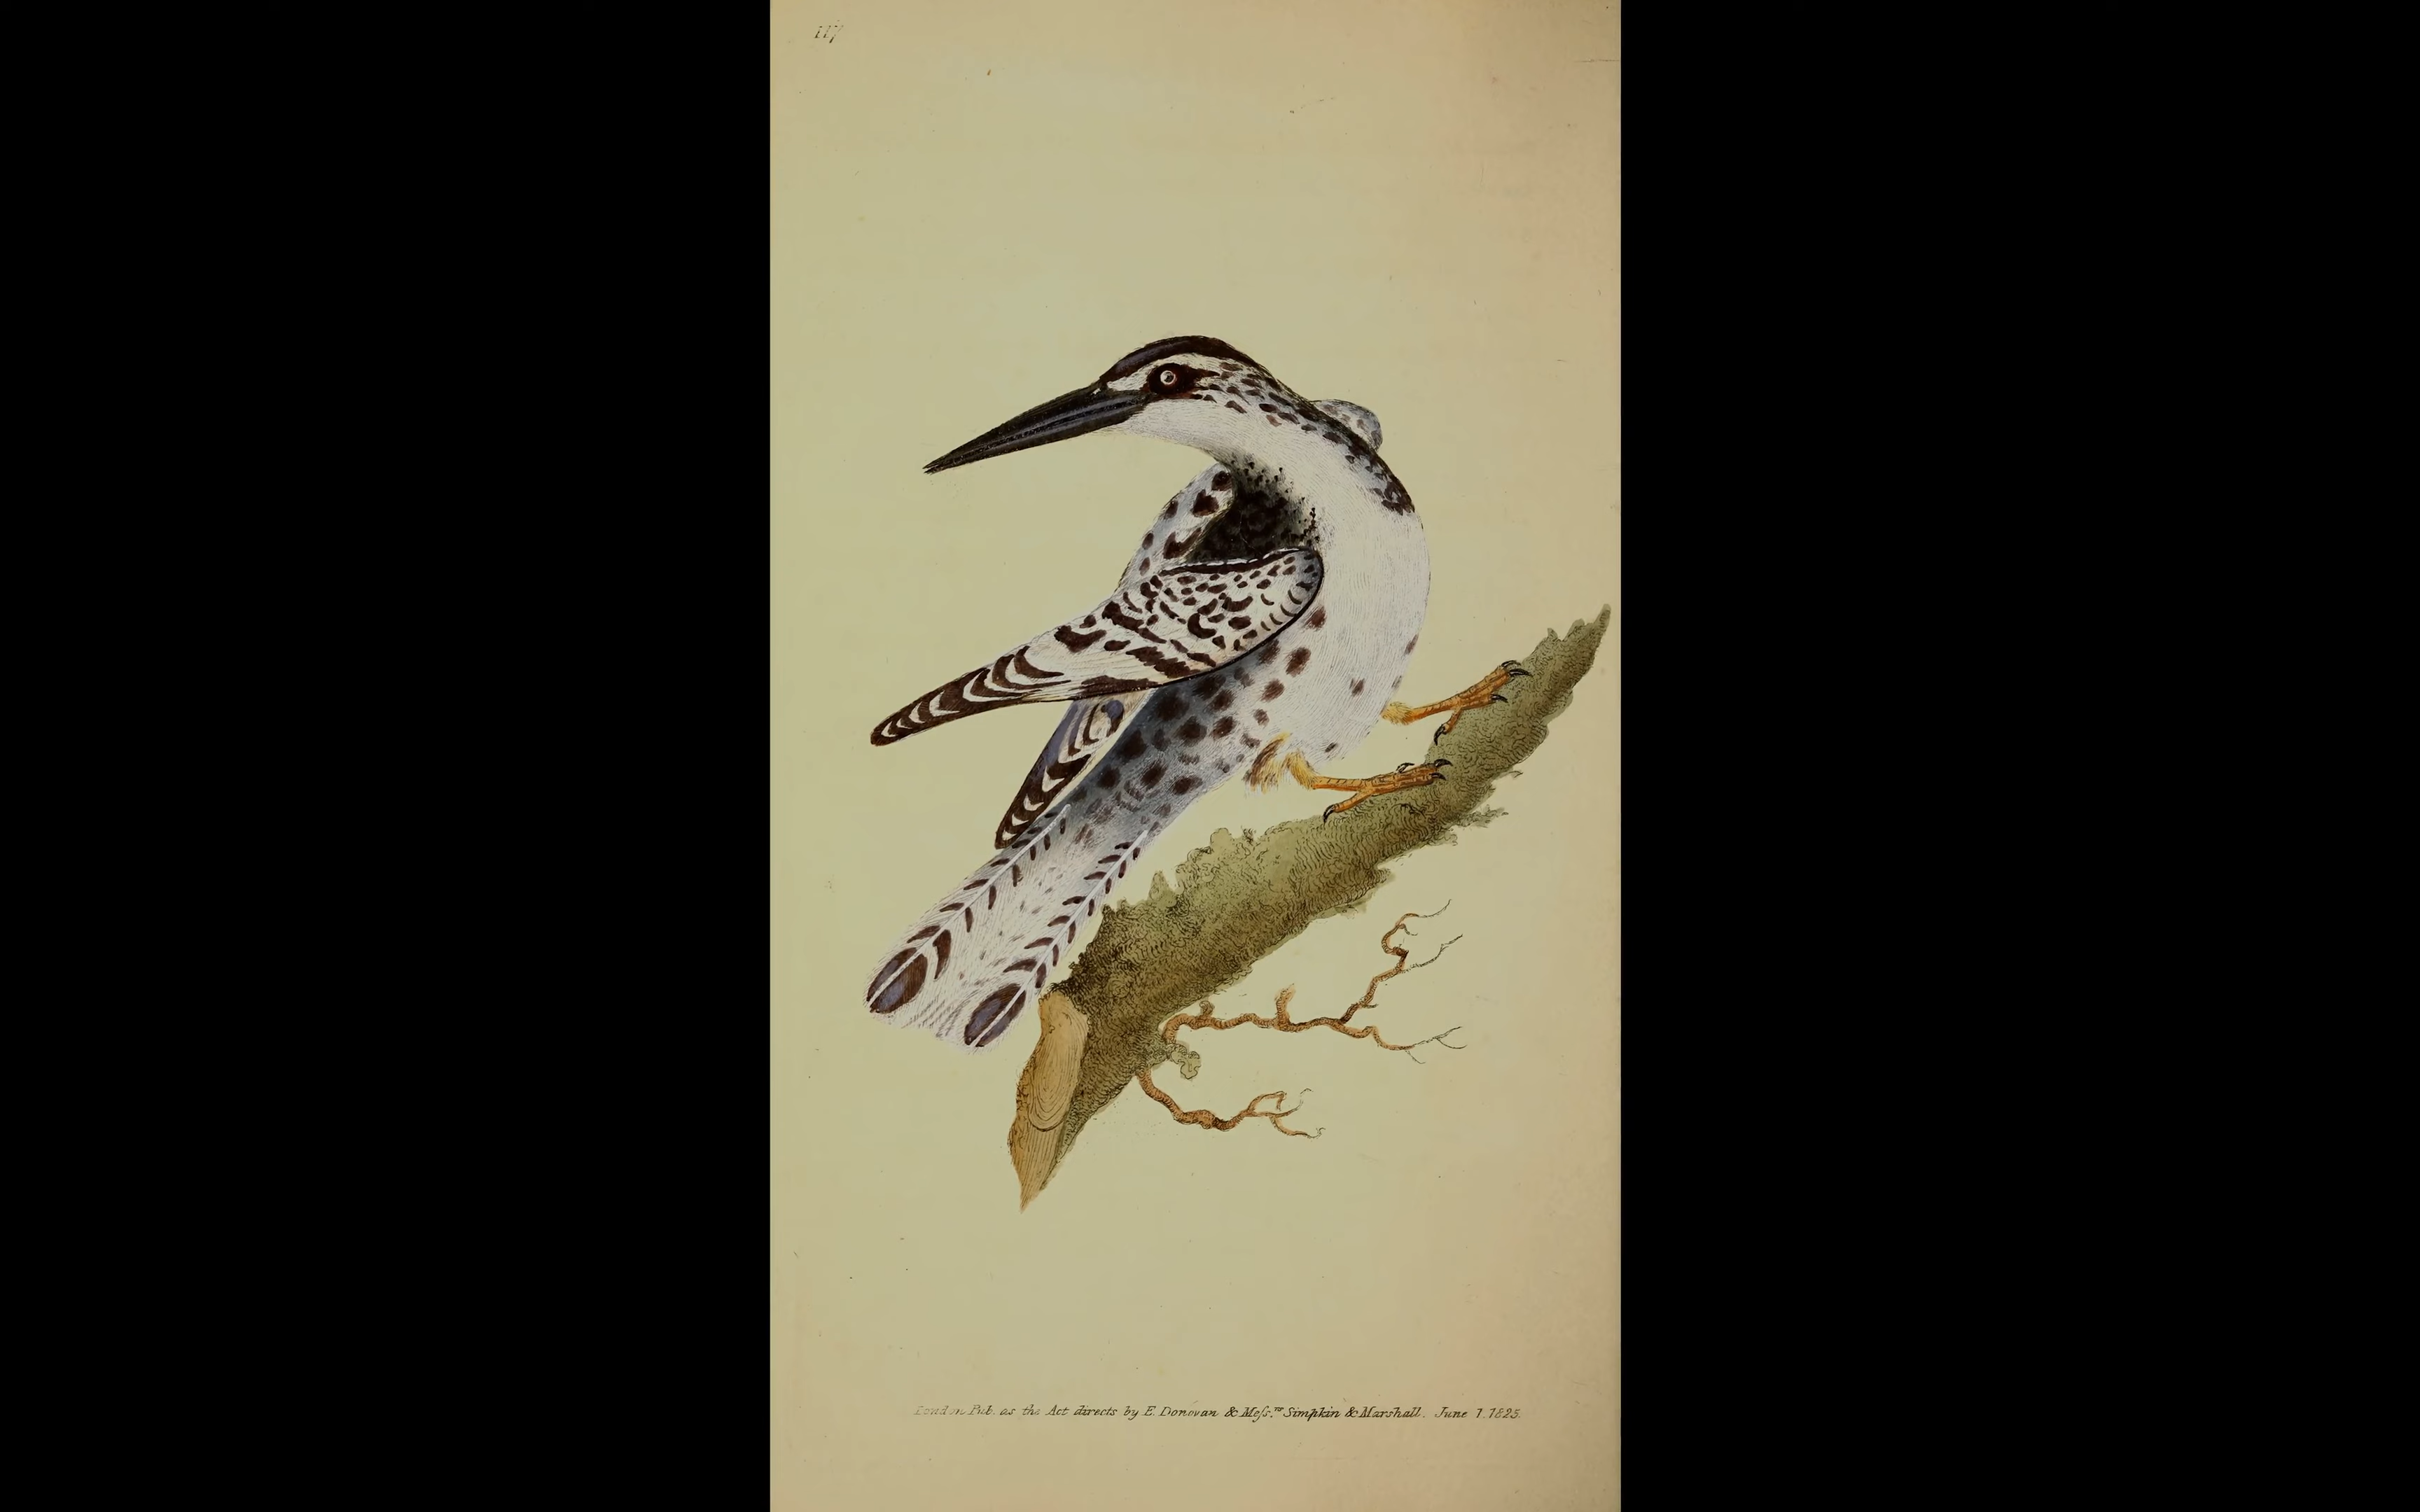 117
London Pub. as the Act directs by E. Donovan & Meſs.rs Simpkin & Marshall. June 1. 1825.